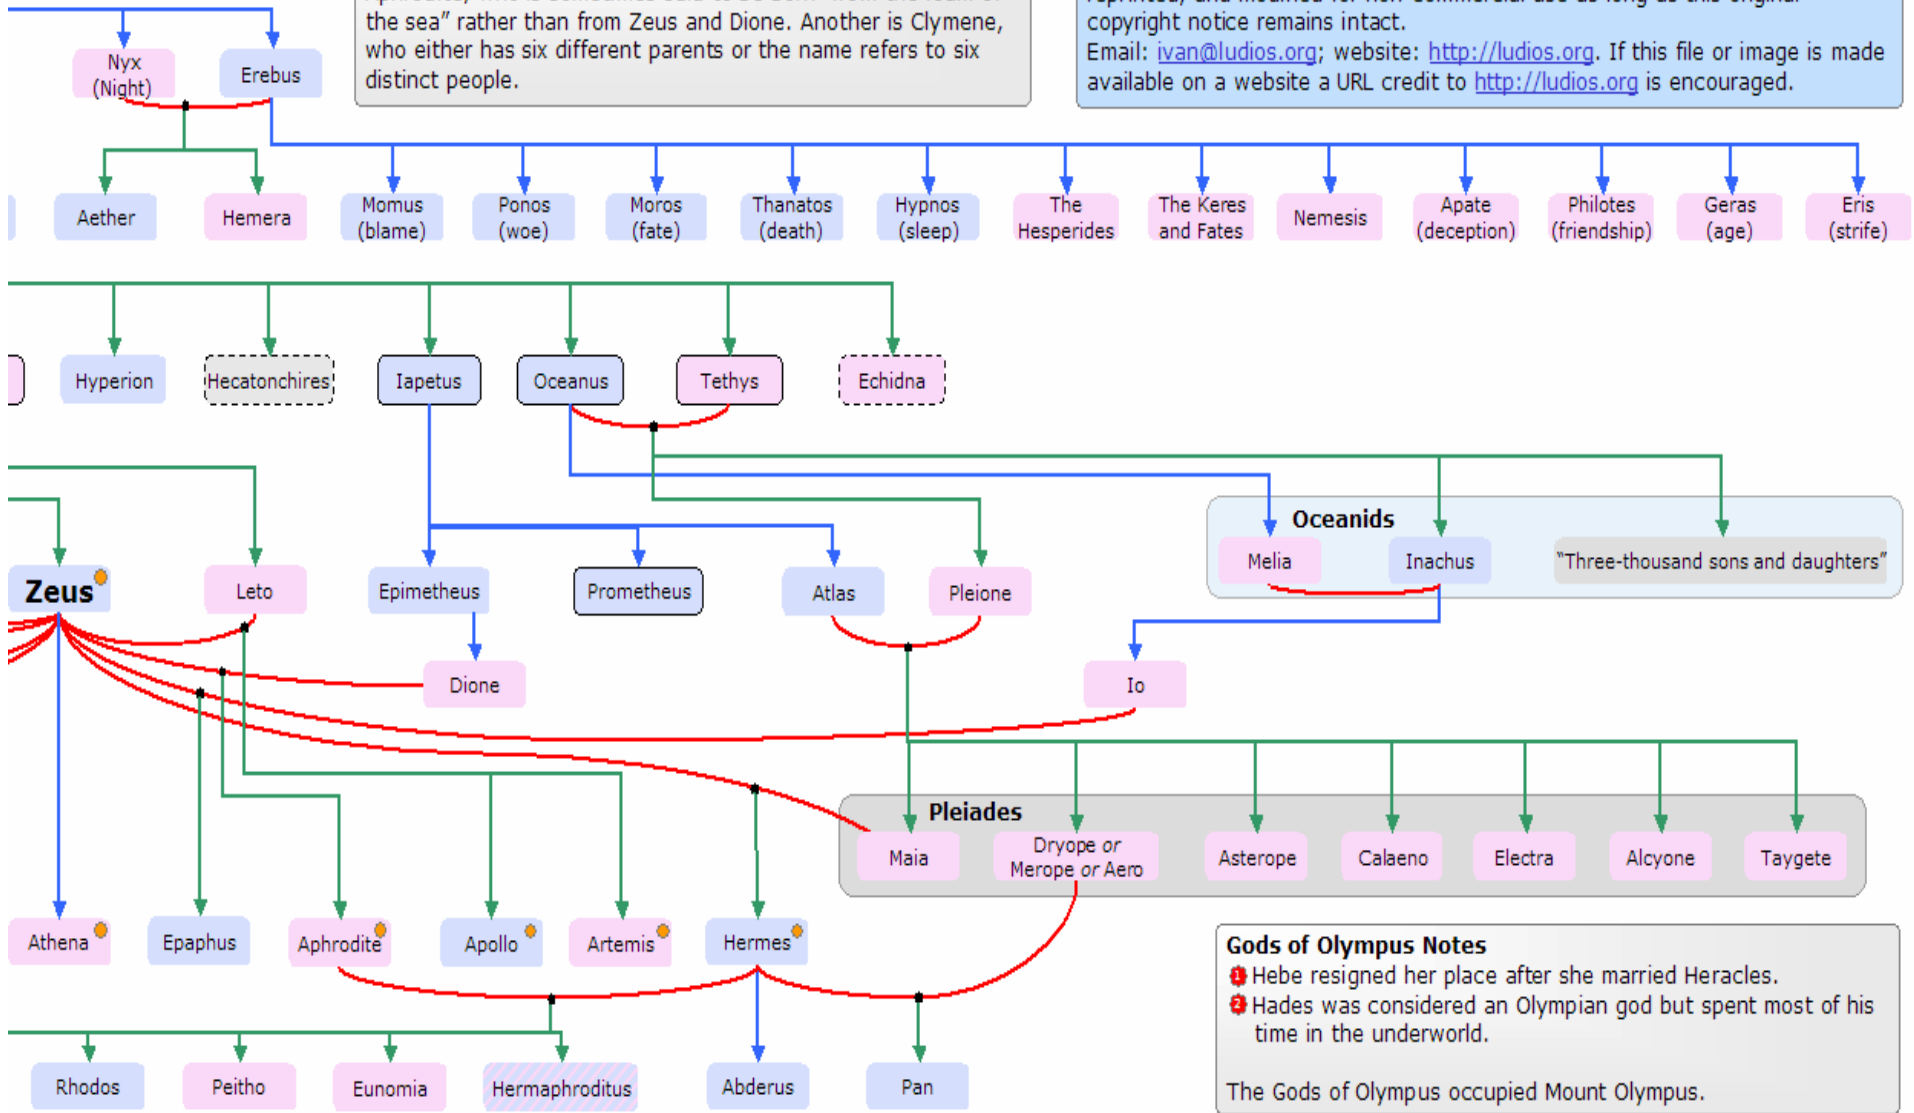 the sea” rather than from Zeus and Dione. Another is Clymene,
who either has six different parents or the name refers to six
distinct people.
copyright notice remains intact.
Email: ivan@ludios.org; website: http://ludios.org. If this file or image is made
available on a website a URL credit to http://ludios.org is encouraged.
Nyx
(Night)
Erebus
Aether
Hemera
Momus
(blame)
Ponos
(woe)
Moros
(fate)
Thanatos
(death)
Hypnos
(sleep)
The
Hesperides
The Keres
and Fates
Nemesis
Apate
(deception)
Philotes
(friendship)
Geras
(age)
Eris
(strife)
Hyperion
Hecatonchires
Iapetus
Oceanus
Tethys
Echidna
Oceanids
Melia
Inachus
“Three-thousand sons and daughters”
Zeus
Leto
Epimetheus
Prometheus
Atlas
Pleione
Dione
Io
Pleiades
Maia
Dryope or
Merope or Aero
Asterope
Calaeno
Electra
Alcyone
Taygete
Athena
Epaphus
Aphrodite
Apollo
Artemis
Hermes
Gods of Olympus Notes
1 Hebe resigned her place after she married Heracles.
2 Hades was considered an Olympian god but spent most of his
time in the underworld.
The Gods of Olympus occupied Mount Olympus.
Rhodos
Peitho
Eunomia
Hermaphroditus
Abderus
Pan